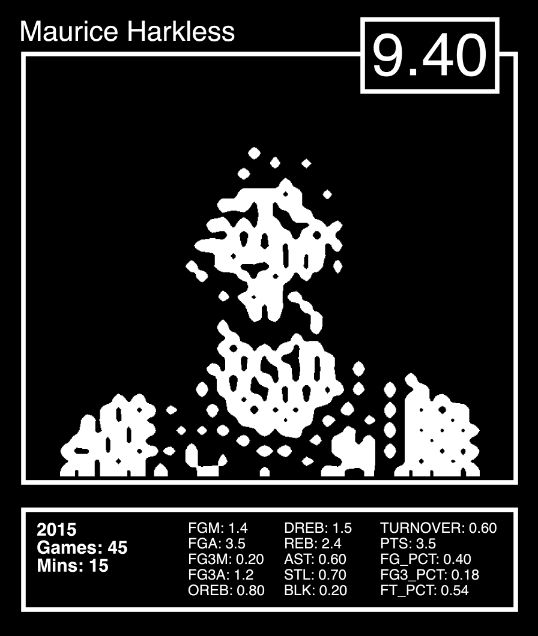 Maurice Harkless
9.40
2015
Games: 45
Mins: 15
FGM: 1.4
FGA: 3.5
FG3M: 0.20
FG3A: 1.2
OREB: 0.80
DREB: 1.5
REB: 2.4
AST: 0.60
STL: 0.70
BLK: 0.20
TURNOVER: 0.60
PTS: 3.5
FG_PCT: 0.40
FG3_PCT: 0.18
FT_PCT: 0.54